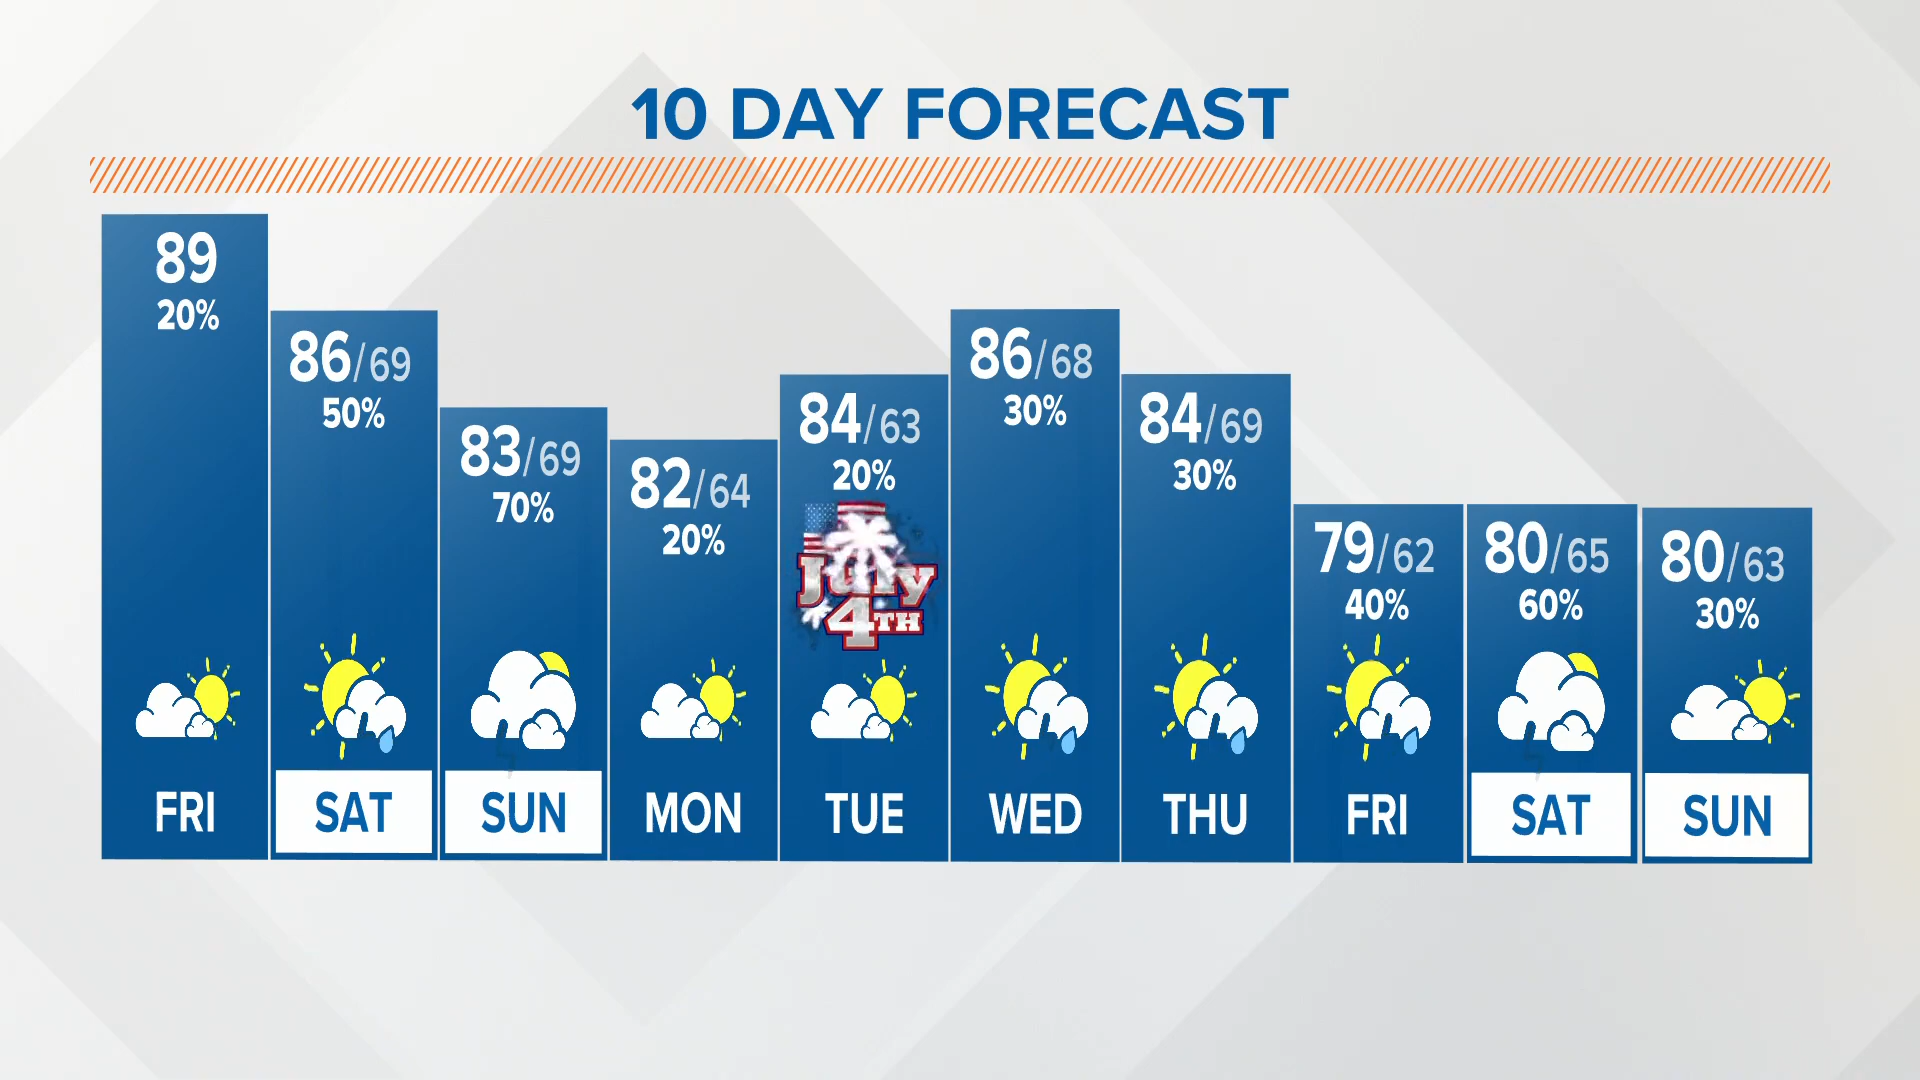 10 DAY FORECAST
89
20%
FRI
86/69
50%
SAT
83/69
70%
SUN
82/64
20%
MON
84/63
20%
July
4TH
TUE
86/68
30%
WED
84/69
30%
THU
79/62
40%
FRI
80/65
60%
SAT
80/63
30%
SUN